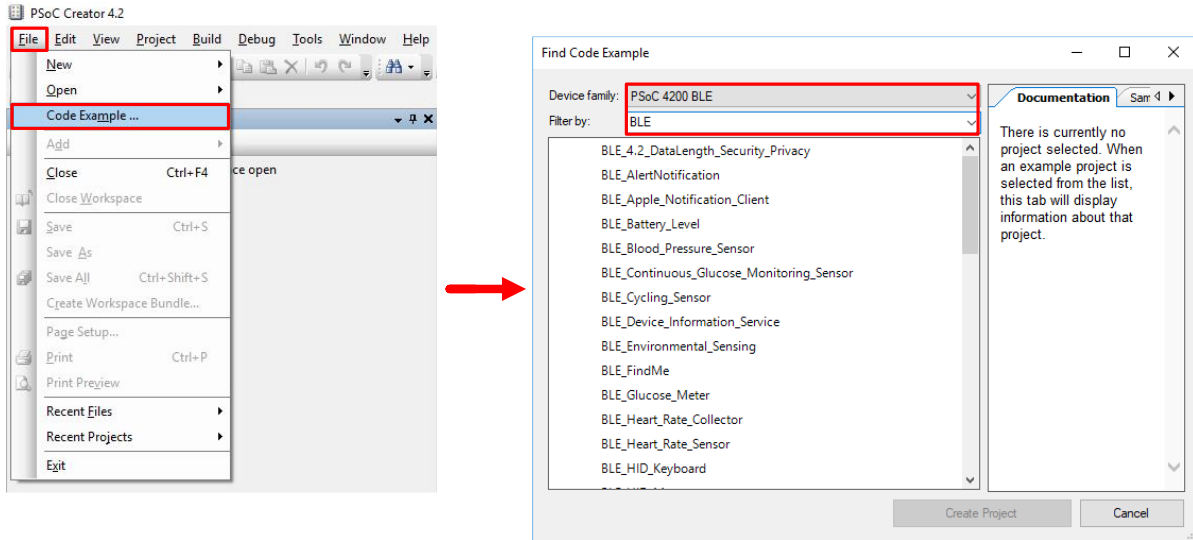 PSoC Creator 4.2
File Edit View Project Build Debug Tools Window Help
New
Open
Code Example ...
Add
ce open
Close Ctrl+F4
Close Workspace
Save Ctrl+S
Save As
Save All Ctrl+Shift+S
Create Workspace Bundle...
Page Setup...
Print Ctrl+P
Print Preview
Recent Files
Recent Projects
Exit
Find Code Example
Device family: PSoC 4200 BLE
Filter by: BLE
BLE_4.2_DataLength_Security_Privacy
BLE_AlertNotification
BLE_Apple_Notification_Client
BLE_Battery_Level
BLE_Blood_Pressure_Sensor
BLE_Continuous_Glucose_Monitoring_Sensor
BLE_Cycling_Sensor
BLE_Device_Information_Service
BLE_Environmental_Sensing
BLE_FindMe
BLE_Glucose_Meter
BLE_Heart_Rate_Collector
BLE_Heart_Rate_Sensor
BLE_HID_Keyboard
Documentation Sam
There is currently no
project selected. When
an example project is
selected from the list,
this tab will display
information about that
project.
Create Project Cancel